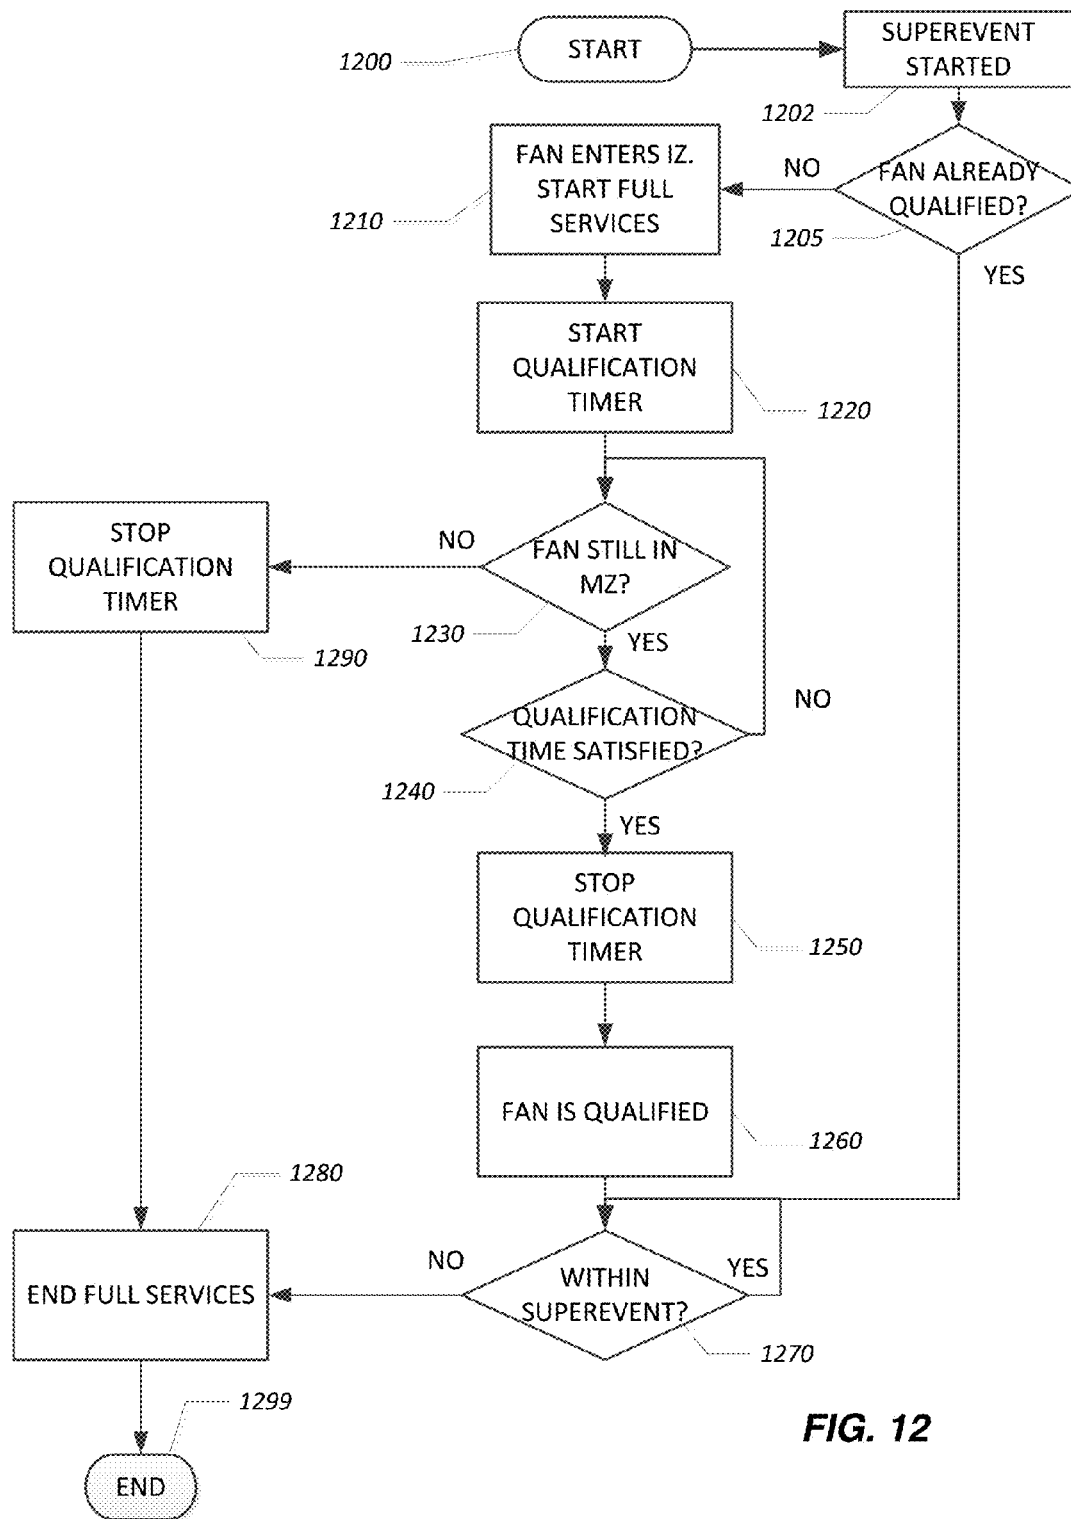 START
1200
SUPEREVENT
STARTED
1202
FAN ALREADY
QUALIFIED?
1205
NO
YES
FAN ENTERS IZ.
START FULL
SERVICES
1210
START
QUALIFICATION
TIMER
1220
FAN STILL IN
MZ?
1230
NO
YES
STOP
QUALIFICATION
TIMER
1290
QUALIFICATION
TIME SATISFIED?
1240
NO
YES
STOP
QUALIFICATION
TIMER
1250
FAN IS QUALIFIED
1260
WITHIN
SUPEREVENT?
1270
NO
YES
1280
END FULL SERVICES
1299
END
FIG. 12